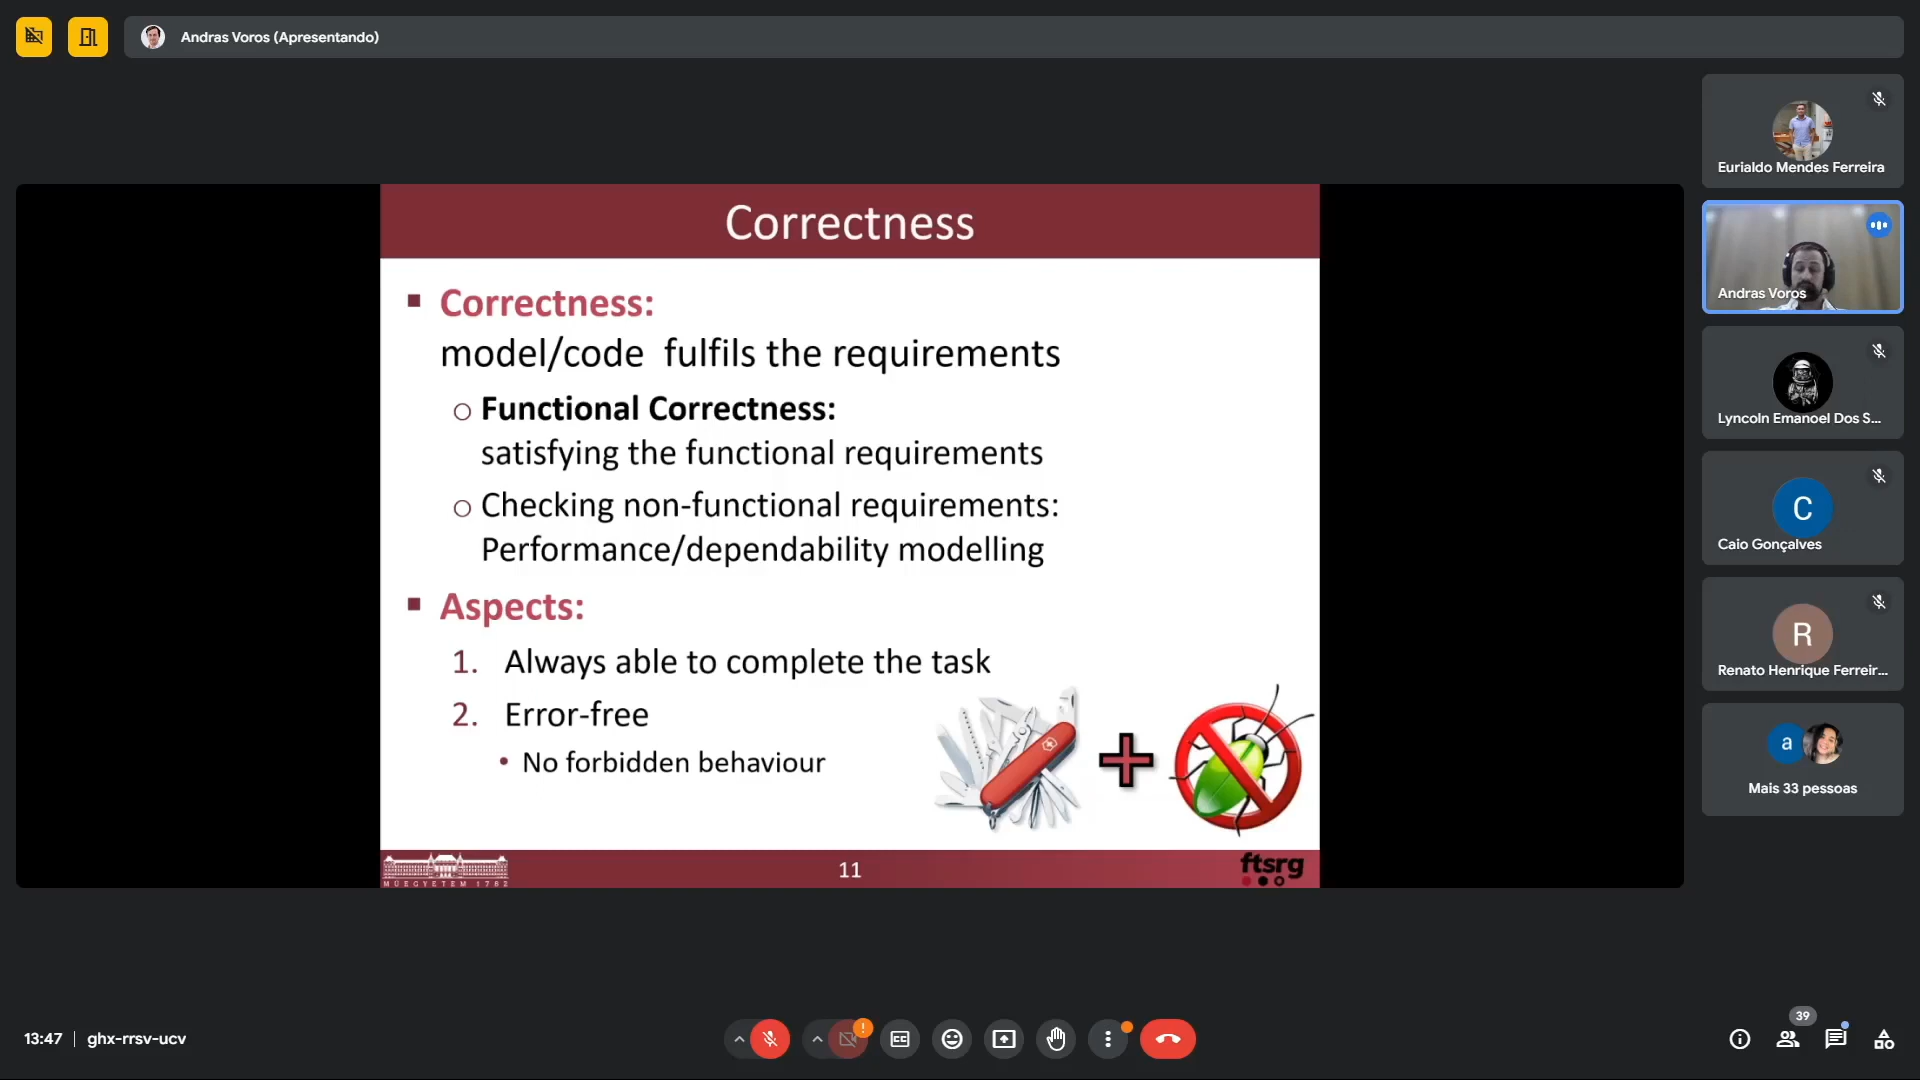 Andras Voros (Apresentando)
Eurialdo Mendes Ferreira
Andras Voros
Lyncoln Emanoel Dos S...
C
Caio Gonçalves
R
Renato Henrique Ferreir...
a
Mais 33 pessoas
Correctness
Correctness:
model/code fulfils the requirements
Functional Correctness:
satisfying the functional requirements
Checking non-functional requirements:
Performance/dependability modelling
Aspects:
1. Always able to complete the task
2. Error-free
• No forbidden behaviour
MŰEGYETEM 1782
11
ftsrg
13:47
ghx-rrsv-ucv
39